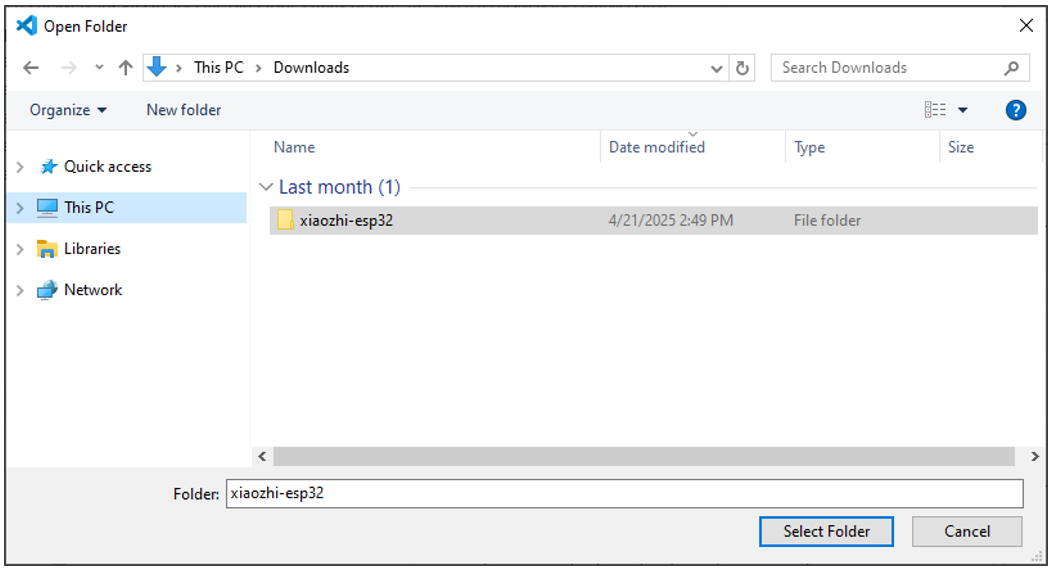 Open Folder
This PC > Downloads
Search Downloads
Organize
New folder
?
Name
Date modified
Type
Size
Quick access
This PC
Libraries
Network
Last month (1)
xiaozhi-esp32 4/21/2025 2:49 PM File folder
Folder: xiaozhi-esp32
Select Folder
Cancel